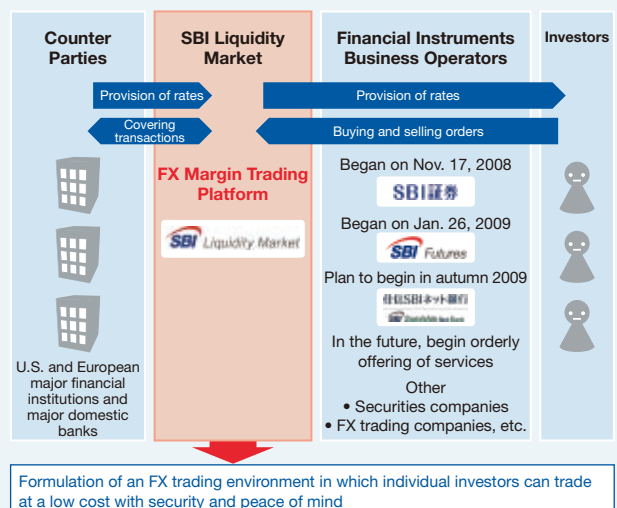 Counter
Parties
SBI Liquidity
Market
Financial Instruments
Business Operators
Investors
Provision of rates
Provision of rates
Covering
transactions
Buying and selling orders
FX Margin Trading
Platform
SBI Liquidity Market
Began on Nov. 17, 2008
SBI証券
Began on Jan. 26, 2009
SBI Futures
Plan to begin in autumn 2009
住信SBIネット銀行
In the future, begin orderly
offering of services
Other
• Securities companies
• FX trading companies, etc.
U.S. and European
major financial
institutions and
major domestic
banks
Formulation of an FX trading environment in which individual investors can trade
at a low cost with security and peace of mind